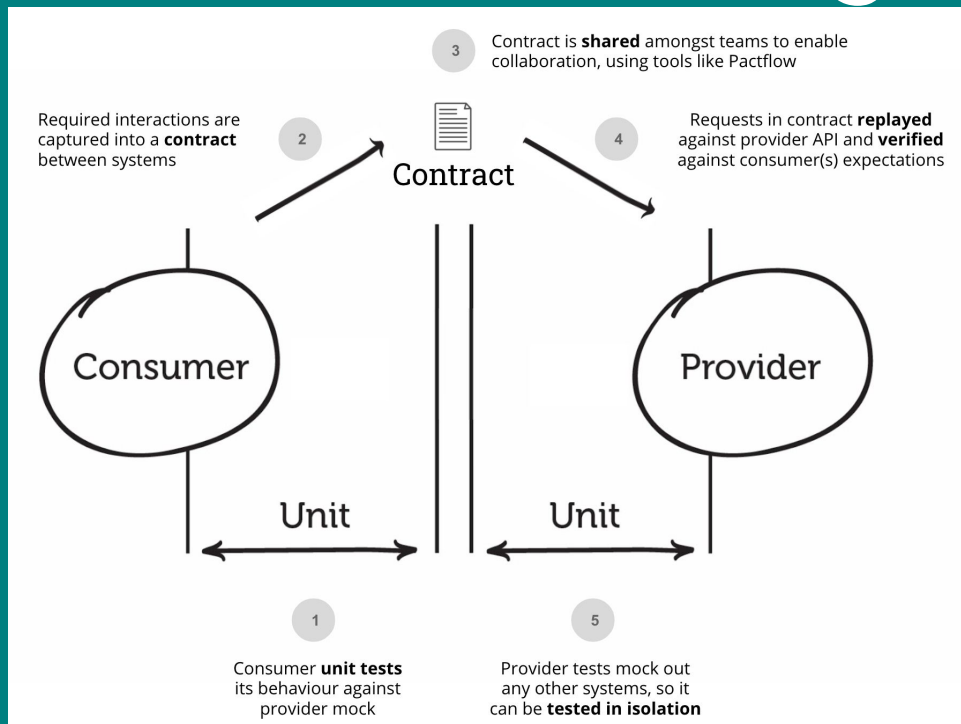 3
Contract is shared amongst teams to enable
collaboration, using tools like Pactflow
Required interactions are
captured into a contract
between systems
2
Contract
4
Requests in contract replayed
against provider API and verified
against consumer(s) expectations
Consumer
Provider
Unit
Unit
1
Consumer unit tests
its behaviour against
provider mock
5
Provider tests mock out
any other systems, so it
can be tested in isolation